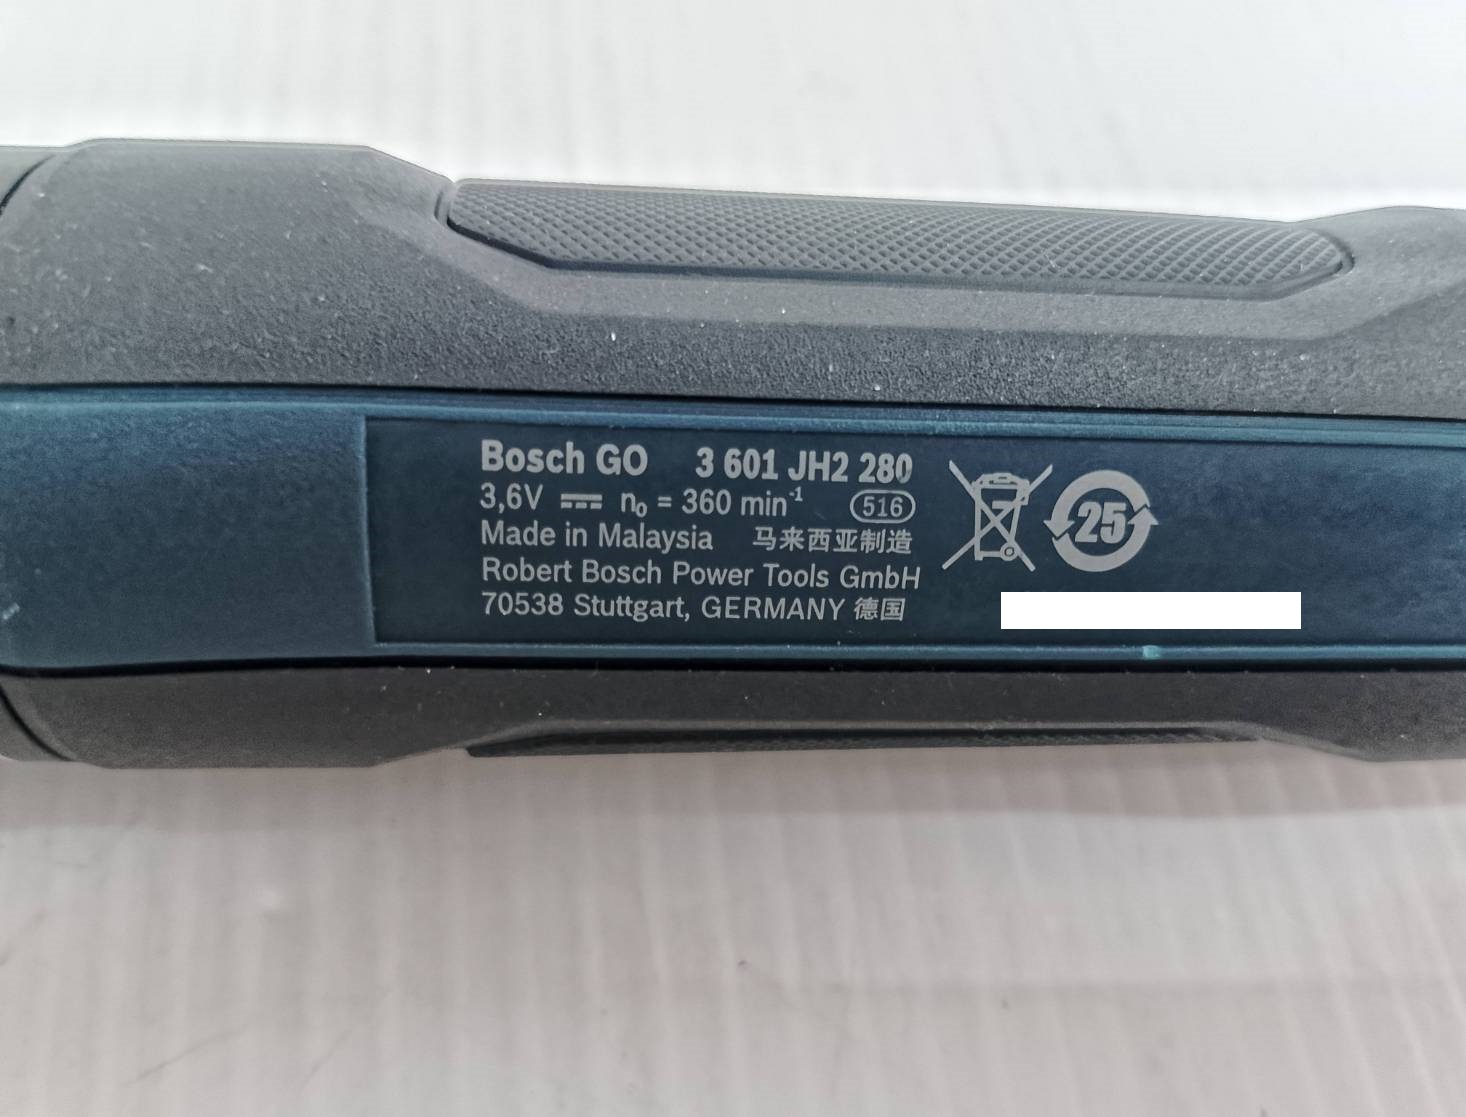 Bosch GO 3 601 JH2 280
3,6V ⎓ n₀ = 360 min⁻¹ 516
Made in Malaysia 马来西亚制造
Robert Bosch Power Tools GmbH
70538 Stuttgart, GERMANY 德国
25